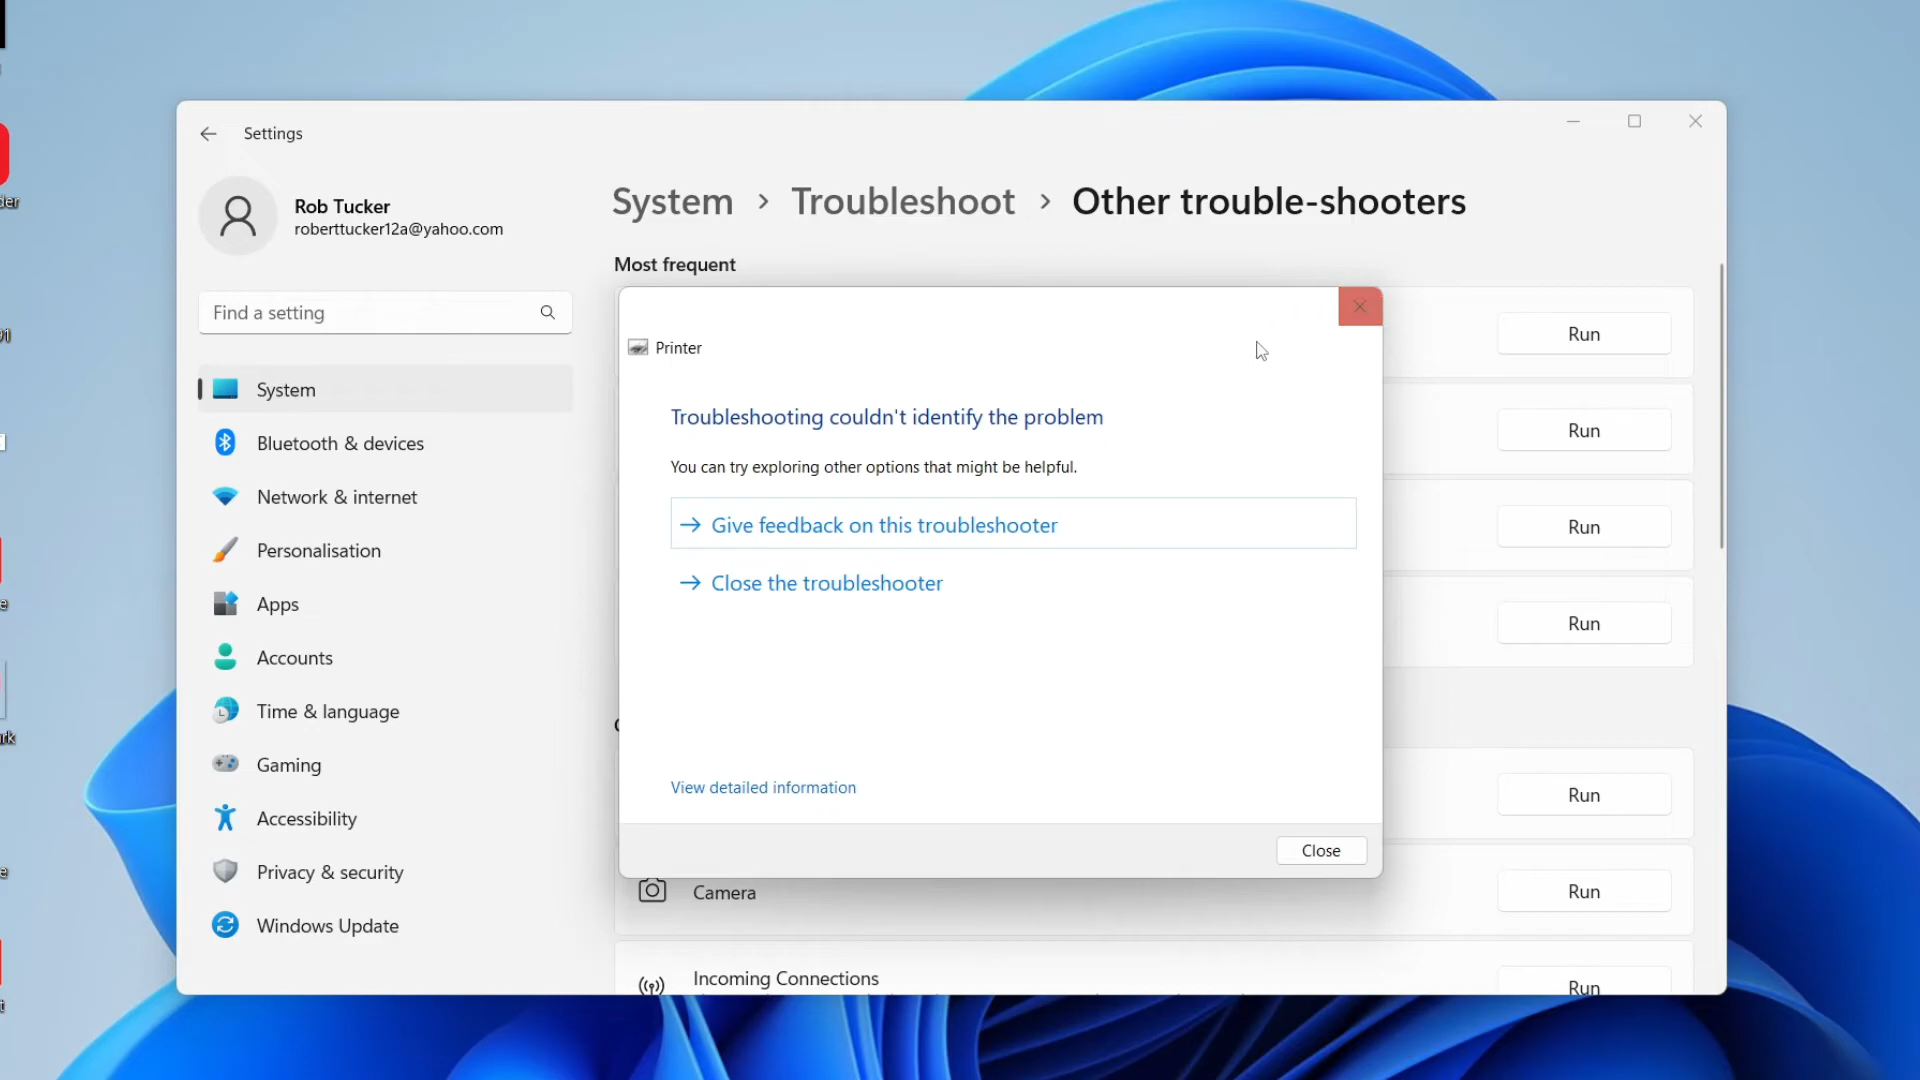 Settings
Rob Tucker
roberttucker12a@yahoo.com
Find a setting
System
Bluetooth & devices
Network & internet
Personalisation
Apps
Accounts
Time & language
Gaming
Accessibility
Privacy & security
Windows Update
System > Troubleshoot > Other trouble-shooters
Most frequent
Run
Run
Run
Run
Printer
Troubleshooting couldn't identify the problem
You can try exploring other options that might be helpful.
→ Give feedback on this troubleshooter
→ Close the troubleshooter
View detailed information
Close
Run
Camera
Run
Incoming Connections
Run